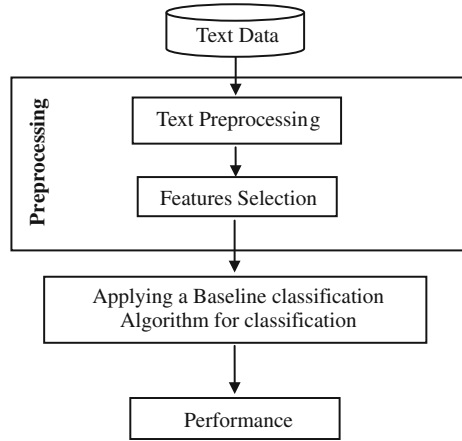 Text Data
Preprocessing
Text Preprocessing
Features Selection
Applying a Baseline classification
Algorithm for classification
Performance